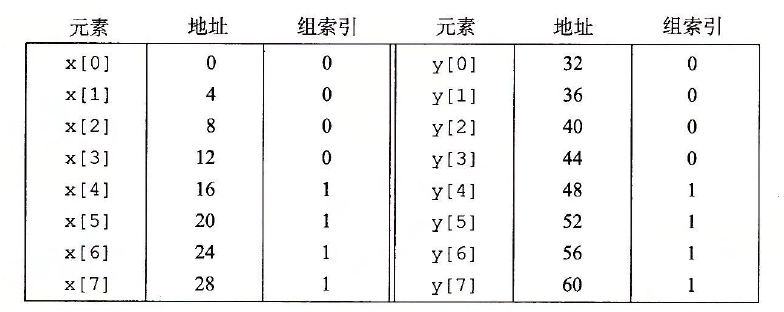 元素 地址 组索引 元素 地址 组索引
x[0] 0 0 y[0] 32 0
x[1] 4 0 y[1] 36 0
x[2] 8 0 y[2] 40 0
x[3] 12 0 y[3] 44 0
x[4] 16 1 y[4] 48 1
x[5] 20 1 y[5] 52 1
x[6] 24 1 y[6] 56 1
x[7] 28 1 y[7] 60 1